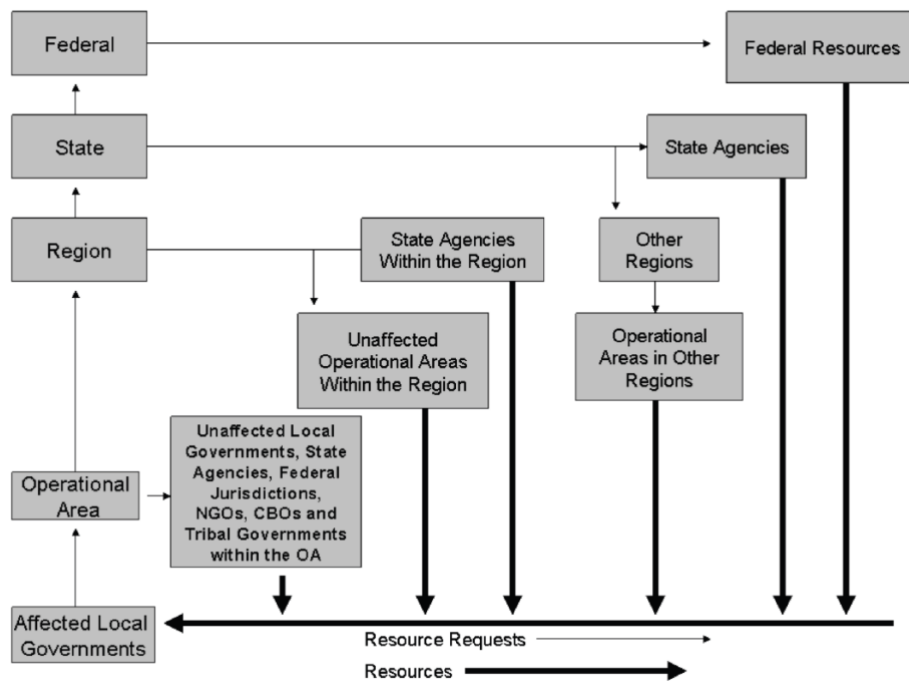 Federal
Federal Resources
State
State Agencies
Region
State Agencies
Within the Region
Other
Regions
Unaffected
Operational Areas
Within the Region
Operational
Areas in Other
Regions
Operational
Area
Unaffected Local
Governments, State
Agencies, Federal
Jurisdictions,
NGOs, CBOs and
Tribal Governments
within the OA
Affected Local
Governments
Resource Requests
Resources